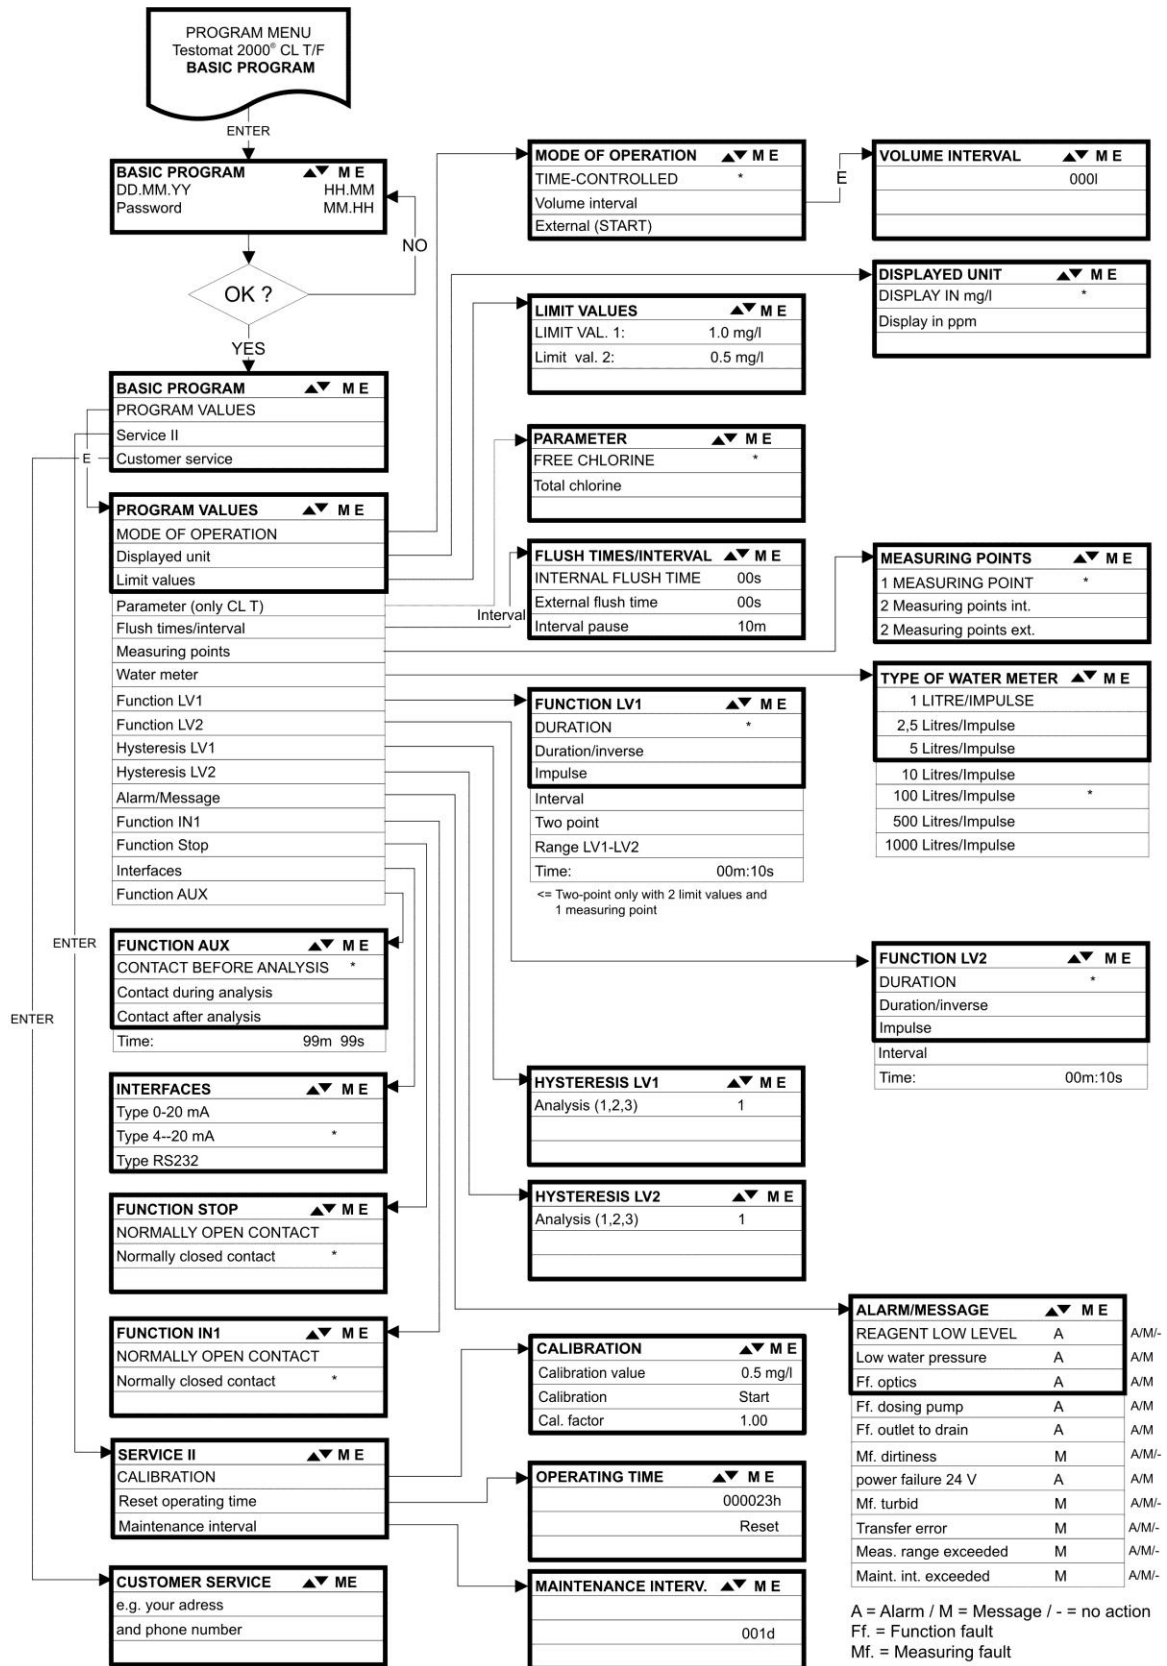 PROGRAM MENU
Testomat 2000® CL T/F
BASIC PROGRAM
ENTER
BASIC PROGRAM ▲▼ M E
DD.MM.YY HH.MM
Password MM.HH
NO
OK ?
YES
BASIC PROGRAM ▲▼ M E
PROGRAM VALUES
Service II
Customer service
E
PROGRAM VALUES ▲▼ M E
MODE OF OPERATION
Displayed unit
Limit values
Parameter (only CL T)
Flush times/interval
Measuring points
Water meter
Function LV1
Function LV2
Hysteresis LV1
Hysteresis LV2
Alarm/Message
Function IN1
Function Stop
Interfaces
Function AUX
ENTER
ENTER
FUNCTION AUX ▲▼ M E
CONTACT BEFORE ANALYSIS *
Contact during analysis
Contact after analysis
Time: 99m 99s
INTERFACES ▲▼ M E
Type 0-20 mA
Type 4--20 mA *
Type RS232
FUNCTION STOP ▲▼ M E
NORMALLY OPEN CONTACT
Normally closed contact *
FUNCTION IN1 ▲▼ M E
NORMALLY OPEN CONTACT
Normally closed contact *
SERVICE II ▲▼ M E
CALIBRATION
Reset operating time
Maintenance interval
CUSTOMER SERVICE ▲▼ ME
e.g. your adress
and phone number
MODE OF OPERATION ▲▼ M E
TIME-CONTROLLED *
Volume interval
External (START)
E
VOLUME INTERVAL ▲▼ M E
000l
DISPLAYED UNIT ▲▼ M E
DISPLAY IN mg/l *
Display in ppm
LIMIT VALUES ▲▼ M E
LIMIT VAL. 1: 1.0 mg/l
Limit val. 2: 0.5 mg/l
PARAMETER ▲▼ M E
FREE CHLORINE *
Total chlorine
Interval
FLUSH TIMES/INTERVAL ▲▼ M E
INTERNAL FLUSH TIME 00s
External flush time 00s
Interval pause 10m
MEASURING POINTS ▲▼ M E
1 MEASURING POINT *
2 Measuring points int.
2 Measuring points ext.
TYPE OF WATER METER ▲▼ M E
1 LITRE/IMPULSE
2,5 Litres/Impulse
5 Litres/Impulse
10 Litres/Impulse
100 Litres/Impulse *
500 Litres/Impulse
1000 Litres/Impulse
FUNCTION LV1 ▲▼ M E
DURATION *
Duration/inverse
Impulse
Interval
Two point
Range LV1-LV2
Time: 00m:10s
<= Two-point only with 2 limit values and
1 measuring point
FUNCTION LV2 ▲▼ M E
DURATION *
Duration/inverse
Impulse
Interval
Time: 00m:10s
HYSTERESIS LV1 ▲▼ M E
Analysis (1,2,3) 1
HYSTERESIS LV2 ▲▼ M E
Analysis (1,2,3) 1
ALARM/MESSAGE ▲▼ M E
REAGENT LOW LEVEL A A/M/-
Low water pressure A A/M
Ff. optics A A/M
Ff. dosing pump A A/M
Ff. outlet to drain A A/M
Mf. dirtiness M A/M/-
power failure 24 V A A/M
Mf. turbid M A/M/-
Transfer error M A/M/-
Meas. range exceeded M A/M/-
Maint. int. exceeded M A/M/-
A = Alarm / M = Message / - = no action
Ff. = Function fault
Mf. = Measuring fault
CALIBRATION ▲▼ M E
Calibration value 0.5 mg/l
Calibration Start
Cal. factor 1.00
OPERATING TIME ▲▼ M E
000023h
Reset
MAINTENANCE INTERV. ▲▼ M E
001d